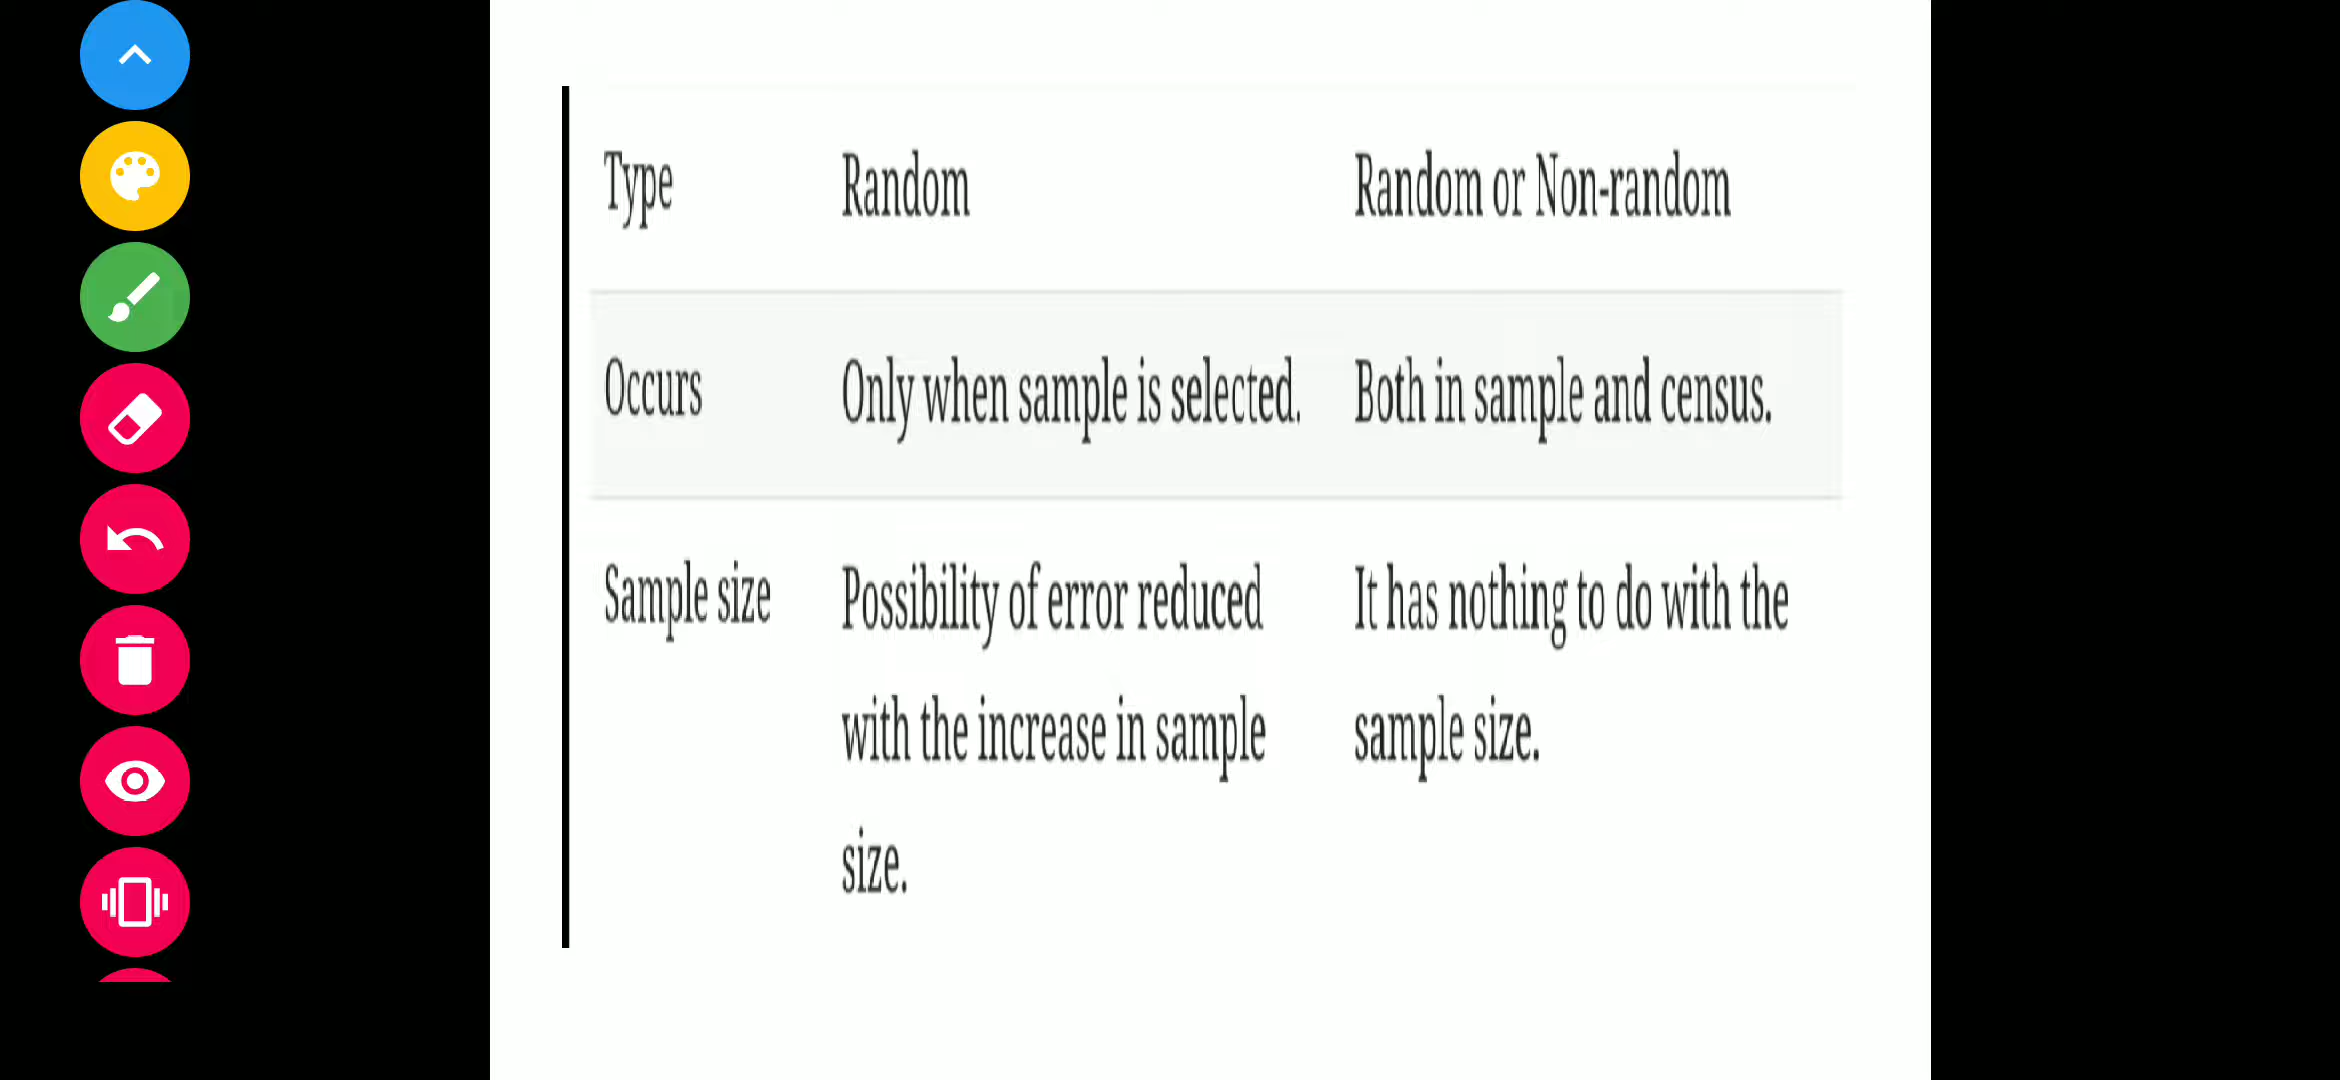 Type Random Random or Non-random
Occurs Only when sample is selected. Both in sample and census.
Sample size Possibility of error reduced It has nothing to do with the
with the increase in sample sample size.
size.